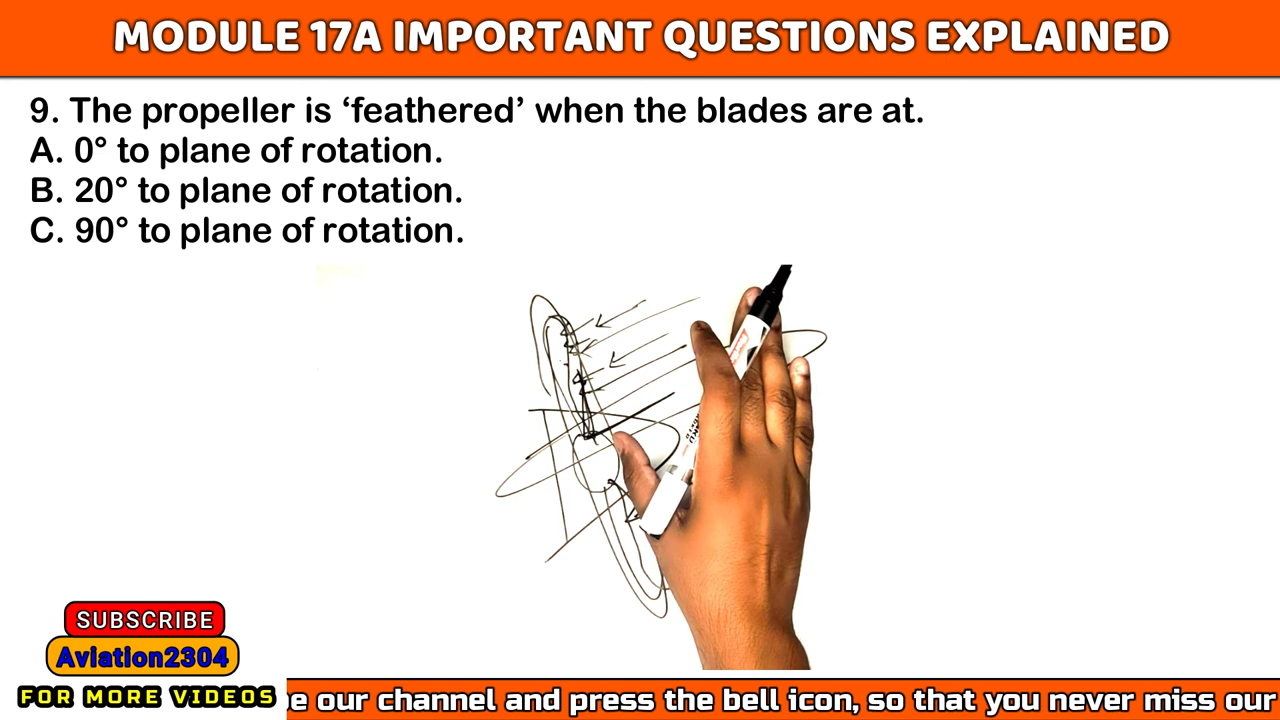 MODULE 17A IMPORTANT QUESTIONS EXPLAINED
9. The propeller is ‘feathered’ when the blades are at.
A. 0° to plane of rotation.
B. 20° to plane of rotation.
C. 90° to plane of rotation.
SUBSCRIBE
Aviation2304
FOR MORE VIDEOS
our channel and press the bell icon, so that you never miss our